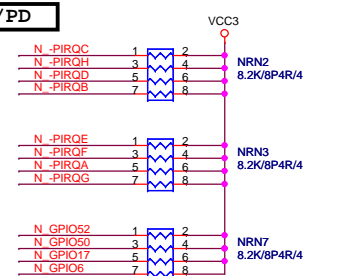 /PD
VCC3
N_-PIRQC 1 2
N_-PIRQH 3 4 NRN2
N_-PIRQD 5 6 8.2K/8P4R/4
N_-PIRQB 7 8
N_-PIRQE 1 2
N_-PIRQF 3 4 NRN3
N_-PIRQA 5 6 8.2K/8P4R/4
N_-PIRQG 7 8
N_GPIO52 1 2
N_GPIO50 3 4 NRN7
N_GPIO17 5 6 8.2K/8P4R/4
N_GPIO6 7 8